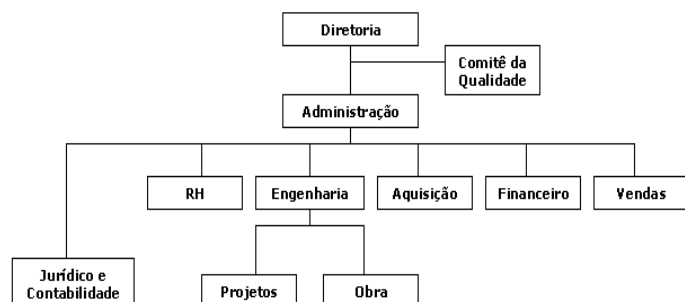 Diretoria
Comitê da
Qualidade
Administração
RH
Engenharia
Aquisição
Financeiro
Vendas
Jurídico e
Contabilidade
Projetos
Obra